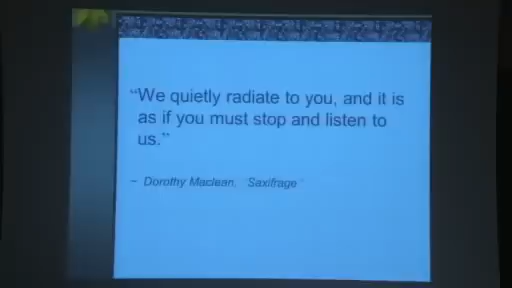 “We quietly radiate to you, and it is
as if you must stop and listen to
us.”
– Dorothy Maclean, “Saxifrage”